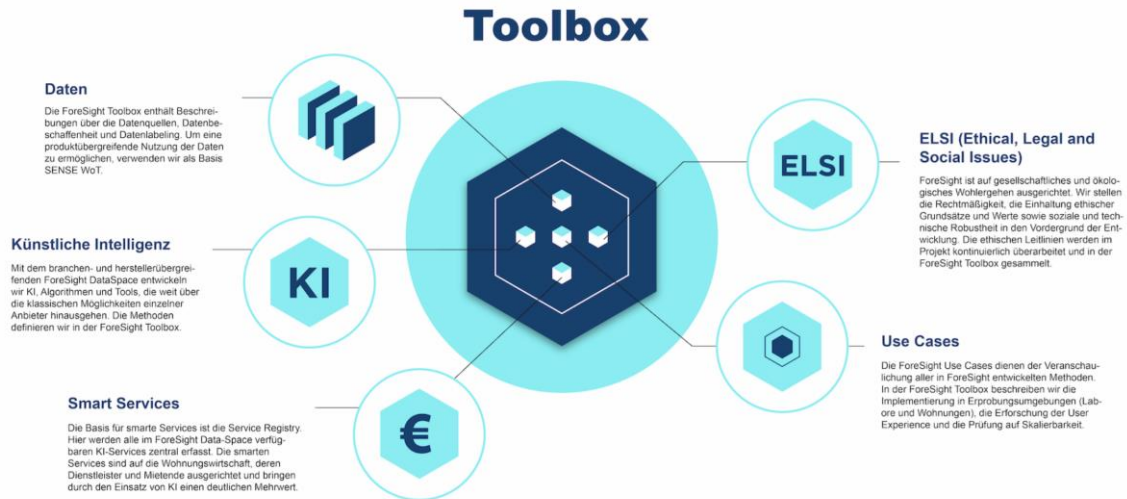 Toolbox
Daten
Die ForeSight Toolbox enthält Beschrei-
bungen über die Datenquellen, Datenbe-
schaffenheit und Datenlabeling. Um eine
produktübergreifende Nutzung der Daten
zu ermöglichen, verwenden wir als Basis
SENSE WoT.
Künstliche Intelligenz
Mit dem branchen- und herstellerübergrei-
fenden ForeSight DataSpace entwickeln
wir KI, Algorithmen und Tools, die weit über
die klassischen Möglichkeiten einzelner
Anbieter hinausgehen. Die Methoden
definieren wir in der ForeSight Toolbox.
KI
Smart Services
Die Basis für smarte Services ist die Service Registry.
Hier werden alle im ForeSight Data-Space verfüg-
baren KI-Services zentral erfasst. Die smarten
Services sind auf die Wohnungswirtschaft, deren
Dienstleister und Mietende ausgerichtet und bringen
durch den Einsatz von KI einen deutlichen Mehrwert.
€
ELSI
ELSI (Ethical, Legal and
Social Issues)
ForeSight ist auf gesellschaftliches und ökolo-
gisches Wohlergehen ausgerichtet. Wir stellen
die Rechtmäßigkeit, die Einhaltung ethischer
Grundsätze und Werte sowie soziale und tech-
nische Robustheit in den Vordergrund der Ent-
wicklung. Die ethischen Leitlinien werden im
Projekt kontinuierlich überarbeitet und in der
ForeSight Toolbox gesammelt.
Use Cases
Die ForeSight Use Cases dienen der Veranschau-
lichung aller in ForeSight entwickelten Methoden.
In der ForeSight Toolbox beschreiben wir die
Implementierung in Erprobungsumgebungen (Lab-
ore und Wohnungen), die Erforschung der User
Experience und die Prüfung auf Skalierbarkeit.